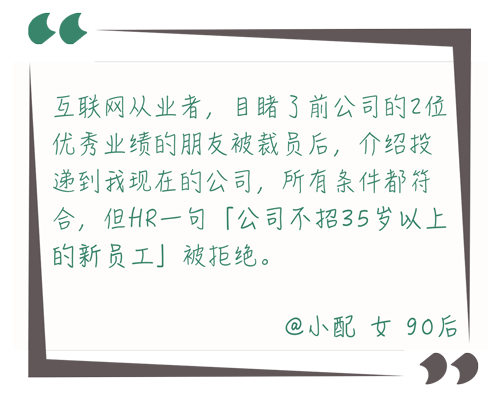 互联网从业者，目睹了前公司的2位
优秀业绩的朋友被裁员后，介绍投
递到我现在的公司，所有条件都符
合，但HR一句「公司不招35岁以上
的新员工」被拒绝。
@小配 女 90后